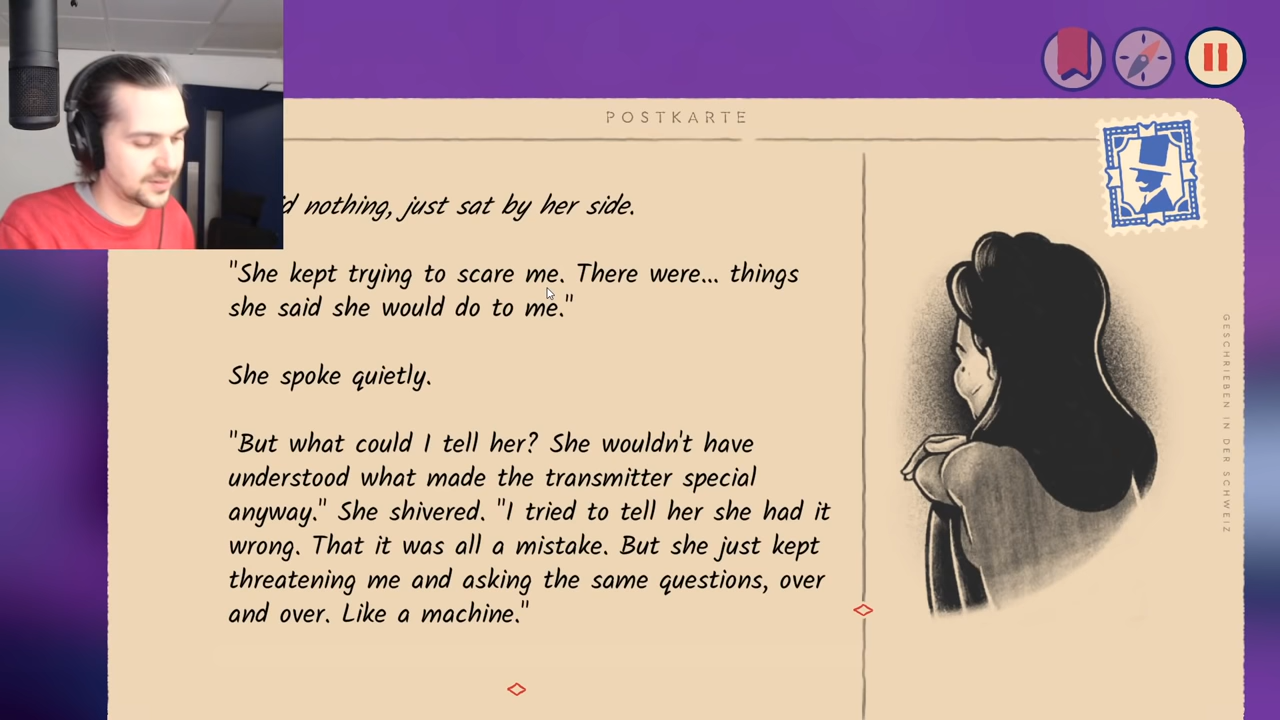 POSTKARTE
nothing, just sat by her side.
"She kept trying to scare me. There were... things
she said she would do to me."
She spoke quietly.
"But what could I tell her? She wouldn't have
understood what made the transmitter special
anyway." She shivered. "I tried to tell her she had it
wrong. That it was all a mistake. But she just kept
threatening me and asking the same questions, over
and over. Like a machine."
GESCHRIEBEN IN DER SCHWEIZ